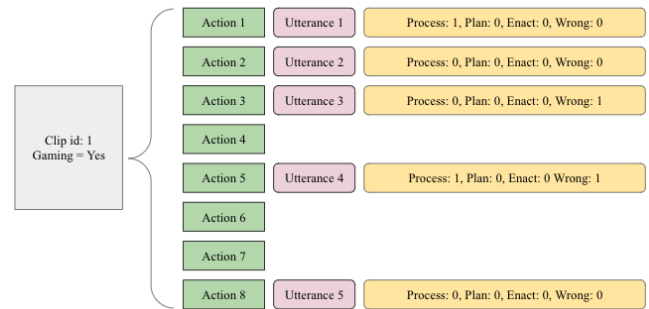 Action 1 Utterance 1 Process: 1, Plan: 0, Enact: 0, Wrong: 0
Action 2 Utterance 2 Process: 0, Plan: 0, Enact: 0, Wrong: 0
Action 3 Utterance 3 Process: 0, Plan: 0, Enact: 0, Wrong: 1
Clip id: 1
Gaming = Yes
Action 4
Action 5 Utterance 4 Process: 1, Plan: 0, Enact: 0 Wrong: 1
Action 6
Action 7
Action 8 Utterance 5 Process: 0, Plan: 0, Enact: 0, Wrong: 0